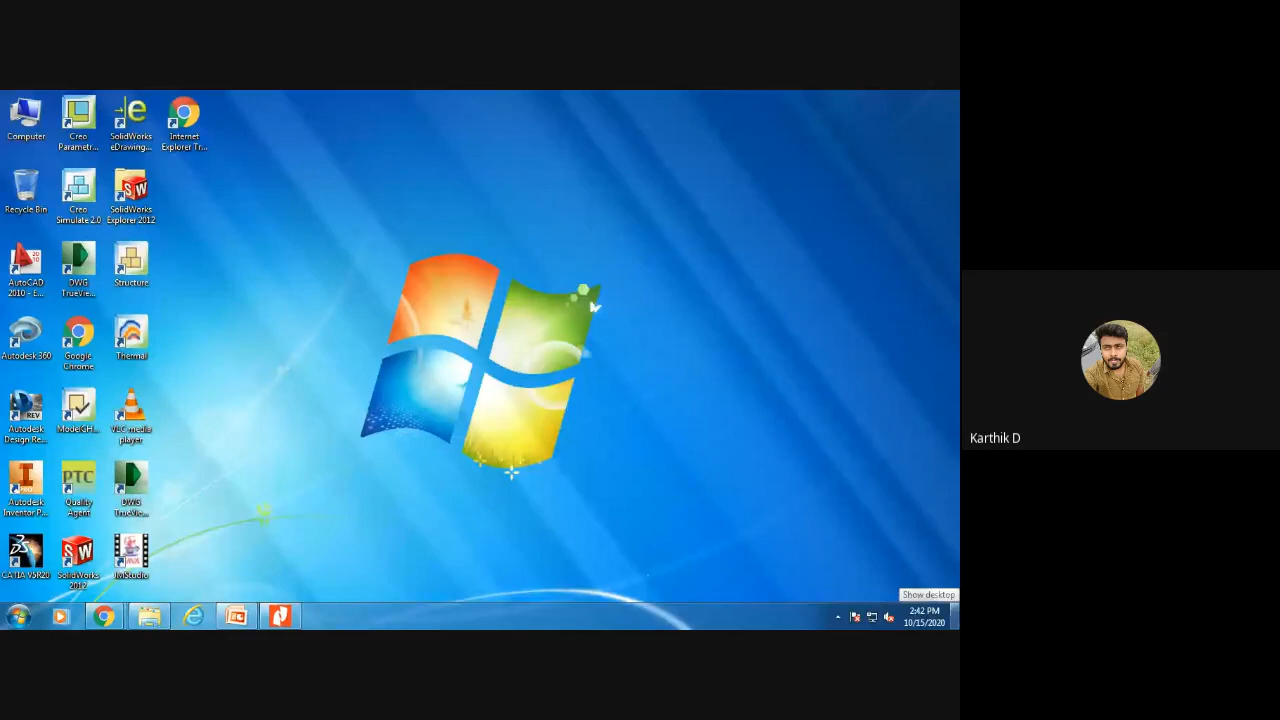 Computer
Creo
Parametr...
SolidWorks
eDrawing...
Internet
Explorer Tr...
Recycle Bin
Creo
Simulate 2.0
SolidWorks
Explorer 2012
AutoCAD
2010 - E...
DWG
TrueVie...
Structure
Autodesk 360
Google
Chrome
Thermal
Autodesk
Design Re...
ModelCH...
VLC media
player
Autodesk
Inventor P...
PTC
Quality
Agent
DWG
TrueVie...
CATIA V5R20
SolidWorks
2012
JMStudio
Show desktop
2:42 PM
10/15/2020
Karthik D